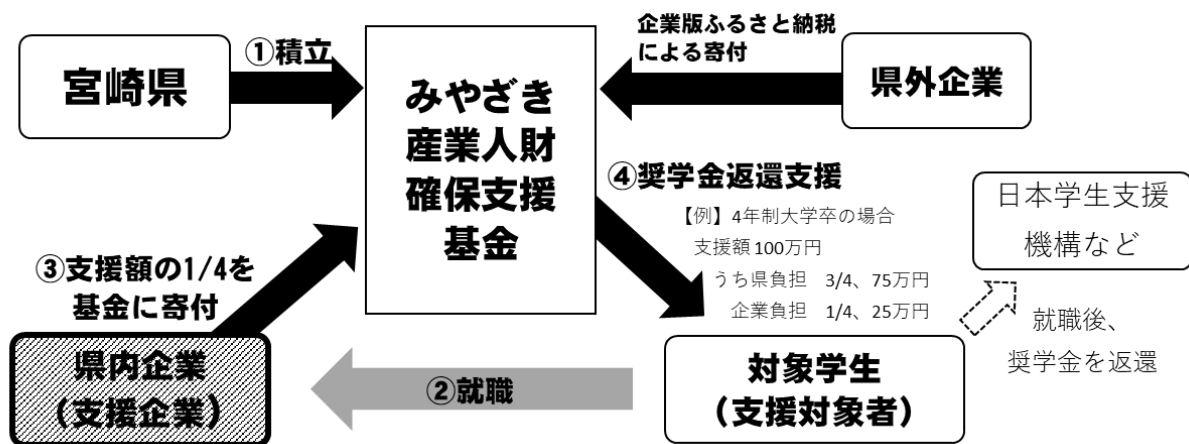 宮崎県
①積立
みやざき
産業人財
確保支援
基金
企業版ふるさと納税
による寄付
県外企業
④奨学金返還支援
【例】4年制大学卒の場合
支援額100万円
うち県負担 3/4、75万円
企業負担 1/4、25万円
日本学生支援
機構など
就職後、
奨学金を返還
③支援額の1/4を
基金に寄付
県内企業
(支援企業)
②就職
対象学生
(支援対象者)